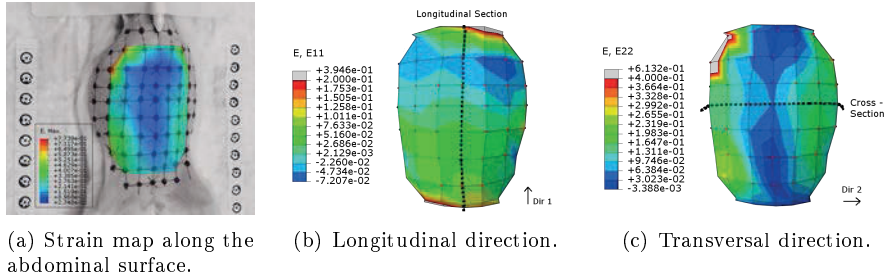 E, Max.
Longitudinal Section
E, E11
+3.946e-01
+2.000e-01
+1.753e-01
+1.505e-01
+1.258e-01
+1.011e-01
+7.633e-02
+5.160e-02
+2.686e-02
+2.129e-03
-2.260e-02
-4.734e-02
-7.207e-02
Dir 1
E, E22
+6.132e-01
+4.000e-01
+3.664e-01
+3.328e-01
+2.992e-01
+2.655e-01
+2.319e-01
+1.983e-01
+1.647e-01
+1.311e-01
+9.746e-02
+6.384e-02
+3.023e-02
-3.388e-03
Cross -
Section
Dir 2
(a) Strain map along the
abdominal surface.
(b) Longitudinal direction.
(c) Transversal direction.